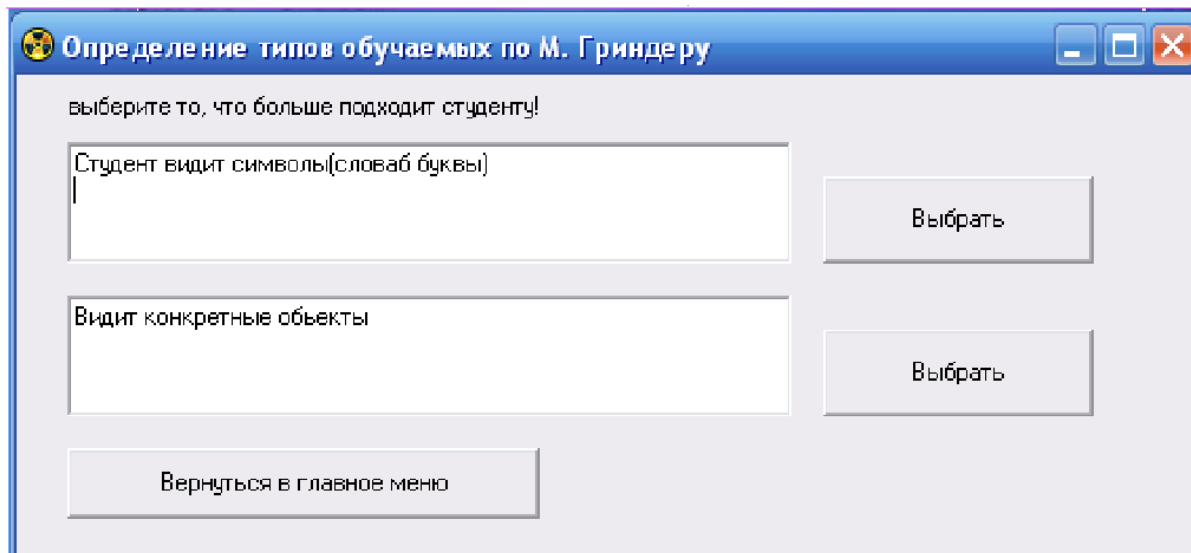 Определение типов обучаемых по М. Гриндеру
выберите то, что больше подходит студенту!
Студент видит символы(словаб буквы)
Выбрать
Видит конкретные обьекты
Выбрать
Вернуться в главное меню